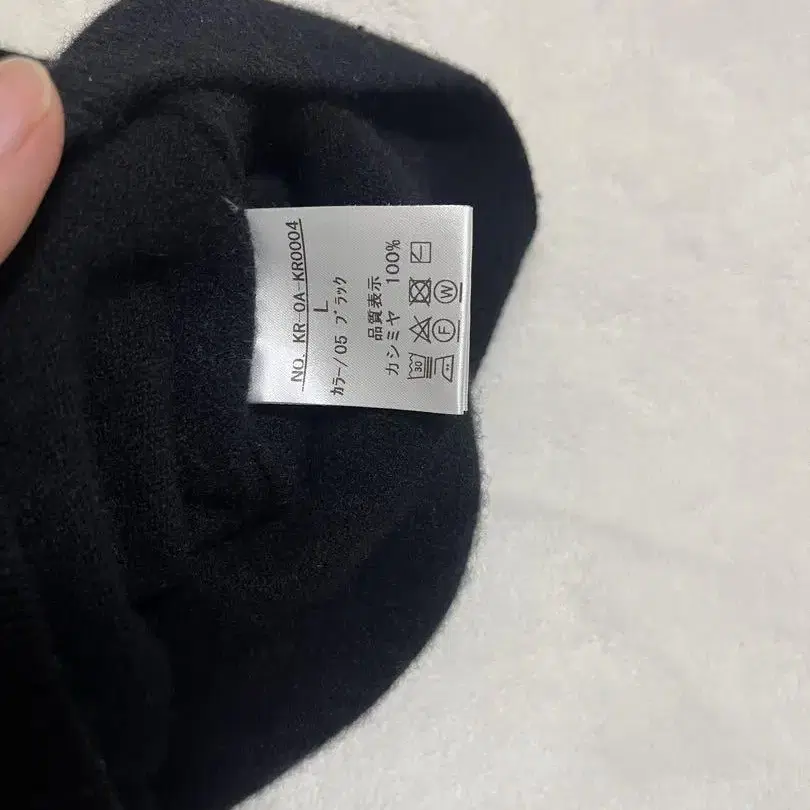 NO. KR-0A-KR0004
L
カラー/05 ブラック
品質表示
カシミヤ 100%
30
F W